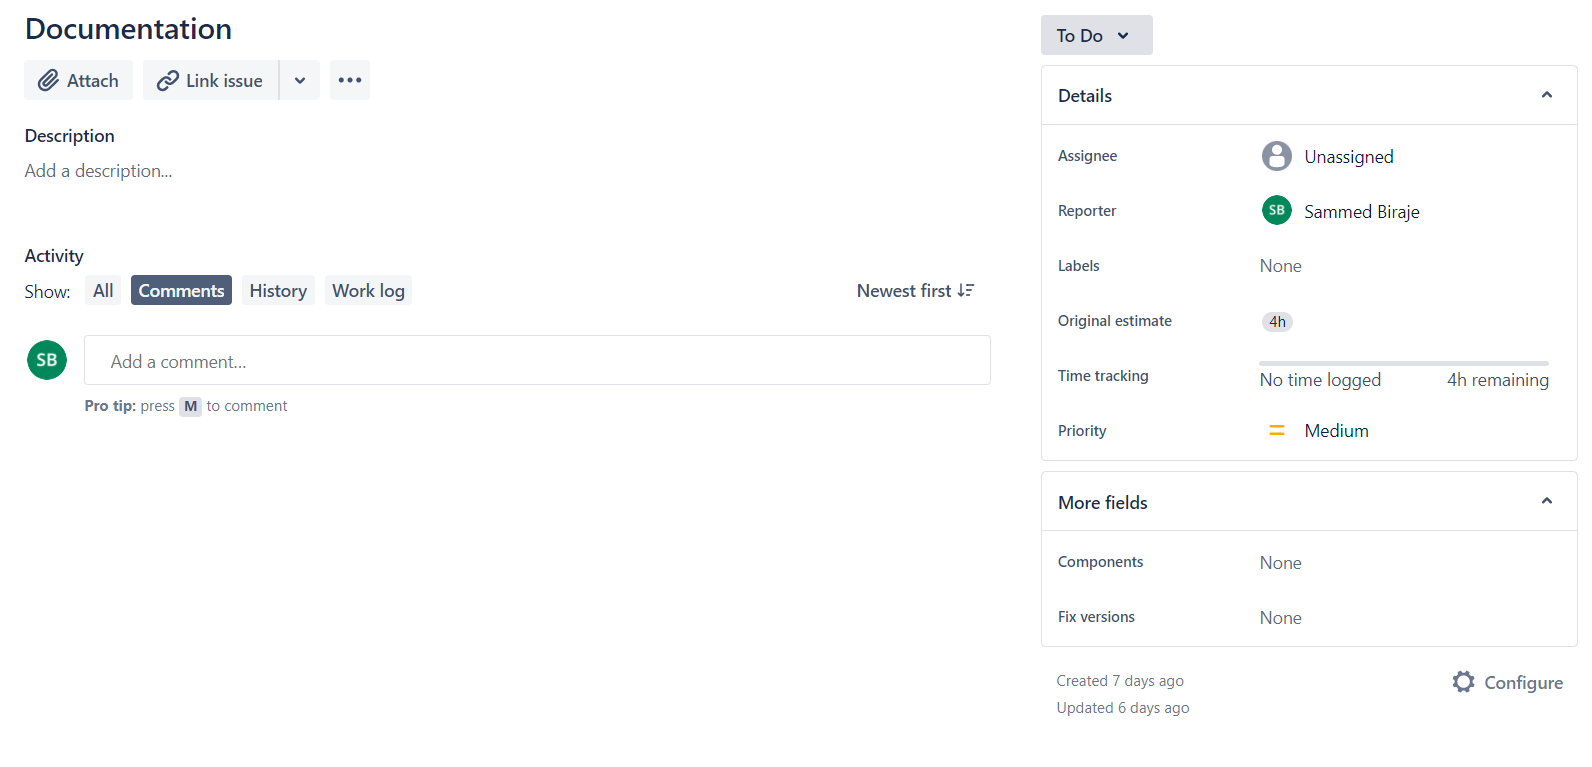 Documentation
Attach
Link issue
Description
Add a description...
Activity
Show: All Comments History Work log Newest first
SB Add a comment...
Pro tip: press M to comment
To Do
Details
Assignee Unassigned
Reporter SB Sammed Biraje
Labels None
Original estimate 4h
Time tracking No time logged 4h remaining
Priority Medium
More fields
Components None
Fix versions None
Created 7 days ago Configure
Updated 6 days ago